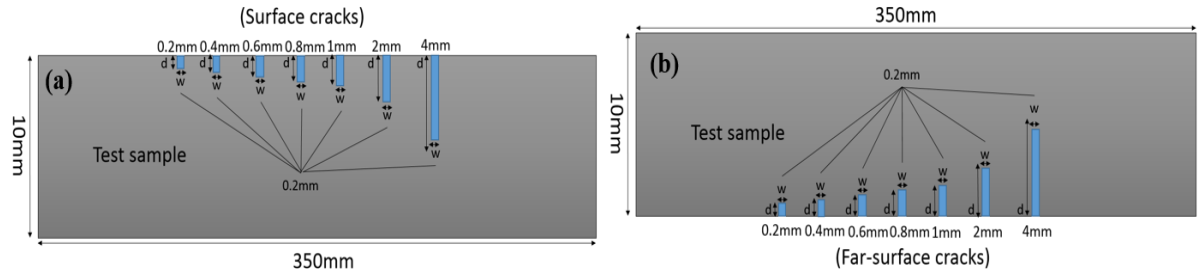 (Surface cracks)
0.2mm 0.4mm 0.6mm 0.8mm 1mm 2mm 4mm
d d d d d d d
w w w w w w w
(a)
10mm
Test sample
0.2mm
350mm
350mm
(b)
0.2mm
10mm
Test sample
w w w w w w w
d d d d d d d
0.2mm 0.4mm 0.6mm 0.8mm 1mm 2mm 4mm
(Far-surface cracks)